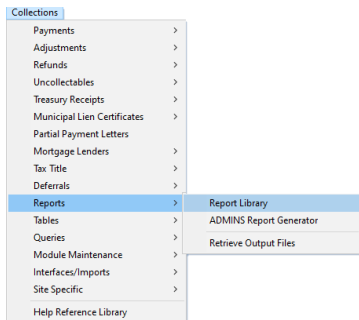 Collections
Payments
Adjustments
Refunds
Uncollectables
Treasury Receipts
Municipal Lien Certificates
Partial Payment Letters
Mortgage Lenders
Tax Title
Deferrals
Reports
Report Library
Tables
ADMINS Report Generator
Queries
Retrieve Output Files
Module Maintenance
Interfaces/Imports
Site Specific
Help Reference Library